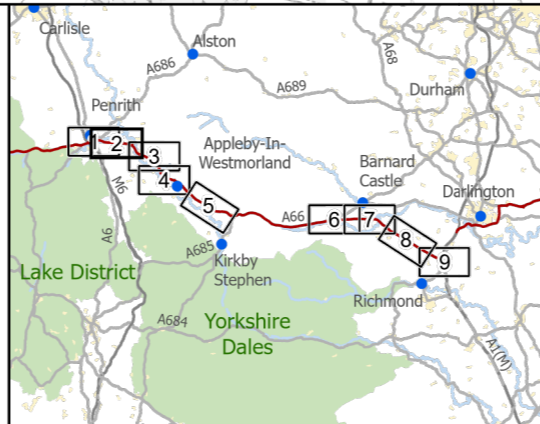 Carlisle
Alston
A68
A686
A689
Durham
Penrith
1
2
3
Appleby-In-
Westmorland
Barnard
Castle
4
M6
Darlington
5
A66
6
7
8
A6
A685
9
Lake District
Kirkby
Stephen
Richmond
A684
Yorkshire
Dales
A1(M)